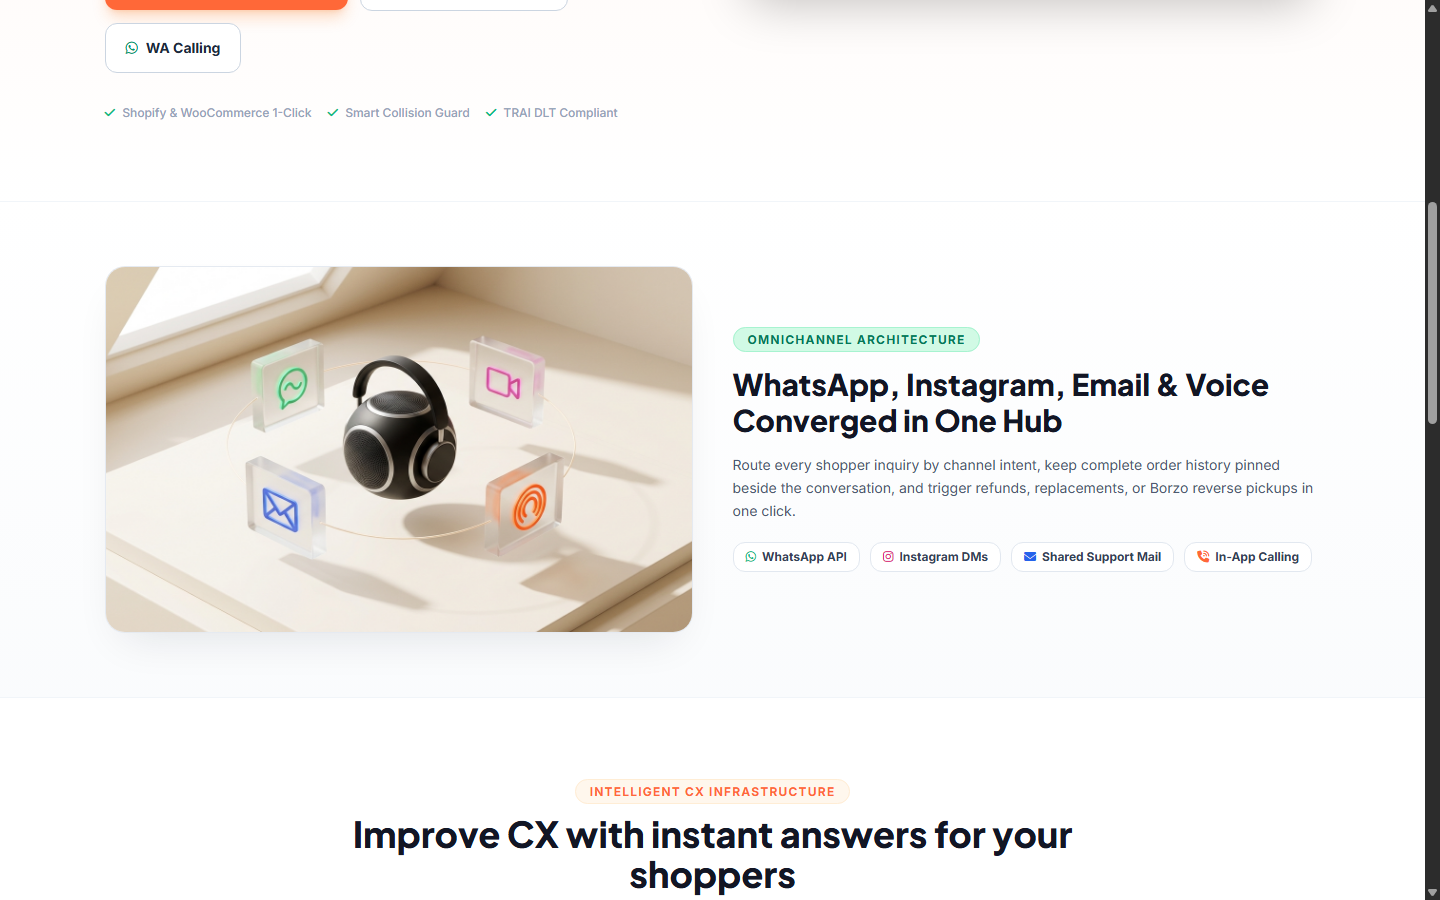 WA Calling
Shopify & WooCommerce 1-Click
Smart Collision Guard
TRAI DLT Compliant
OMNICHANNEL ARCHITECTURE
WhatsApp, Instagram, Email & Voice
Converged in One Hub
Route every shopper inquiry by channel intent, keep complete order history pinned
beside the conversation, and trigger refunds, replacements, or Borzo reverse pickups in
one click.
WhatsApp API
Instagram DMs
Shared Support Mail
In-App Calling
INTELLIGENT CX INFRASTRUCTURE
Improve CX with instant answers for your
shoppers